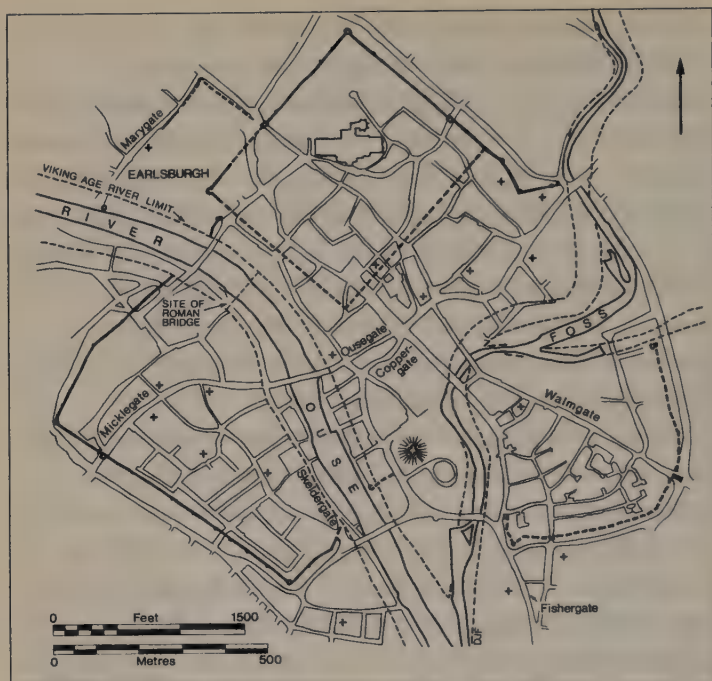 Marygate
EARLSBURGH
VIKING AGE RIVER LIMIT
RIVER
SITE OF
ROMAN
BRIDGE
Ousegate
Copper-
gate
FOSS
Micklegate
Walmgate
OUSE
Skeldergate
Fishergate
DJF
0 Feet 1500
0 Metres 500